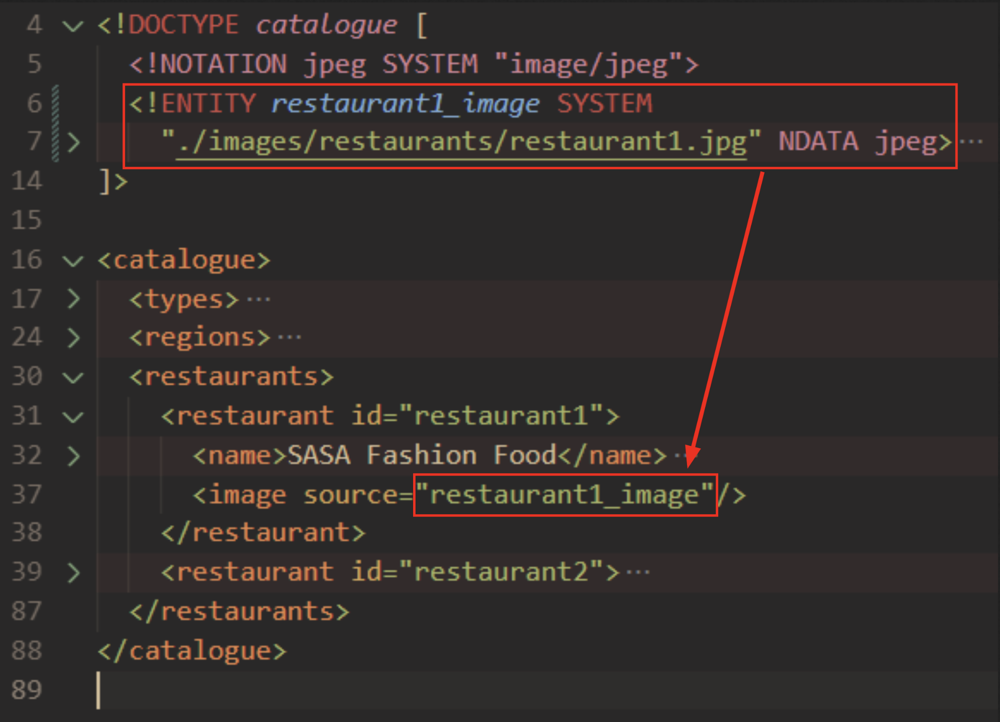 4 <!DOCTYPE catalogue [
5 <!NOTATION jpeg SYSTEM "image/jpeg">
6 <!ENTITY restaurant1_image SYSTEM
7 "./images/restaurants/restaurant1.jpg" NDATA jpeg>···
14 ]>
15
16 <catalogue>
17 <types>···
24 <regions>···
30 <restaurants>
31 <restaurant id="restaurant1">
32 <name>SASA Fashion Food</name>···
37 <image source="restaurant1_image"/>
38 </restaurant>
39 <restaurant id="restaurant2">···
87 </restaurants>
88 </catalogue>
89